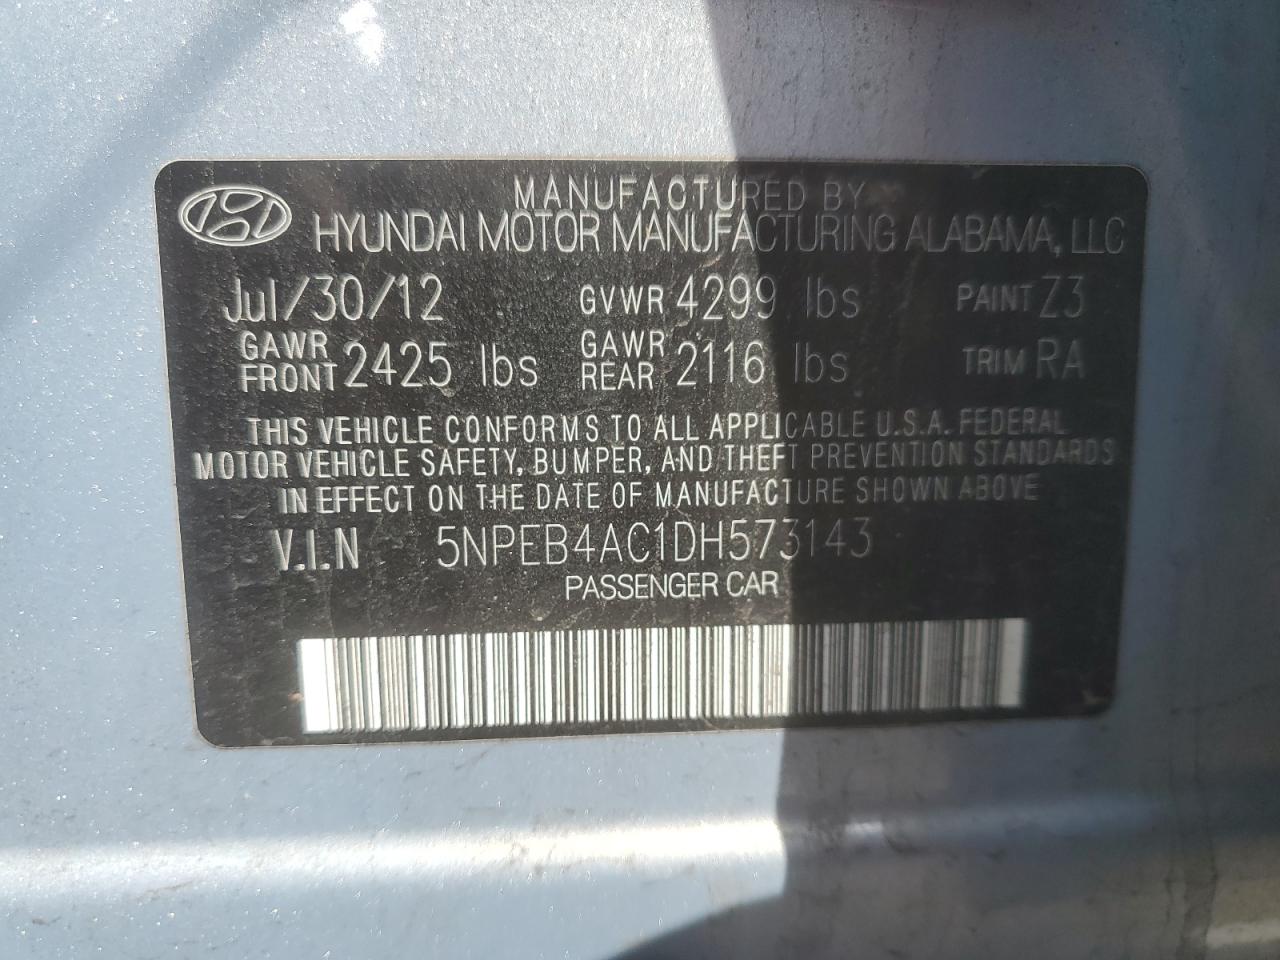 MANUFACTURED BY
HYUNDAI MOTOR MANUFACTURING ALABAMA, LLC
Jul/30/12 GVWR 4299 lbs PAINT Z3
GAWR FRONT 2425 lbs GAWR REAR 2116 lbs TRIM RA
THIS VEHICLE CONFORMS TO ALL APPLICABLE U.S.A. FEDERAL
MOTOR VEHICLE SAFETY, BUMPER, AND THEFT PREVENTION STANDARDS
IN EFFECT ON THE DATE OF MANUFACTURE SHOWN ABOVE
V.I.N 5NPEB4AC1DH573143
PASSENGER CAR